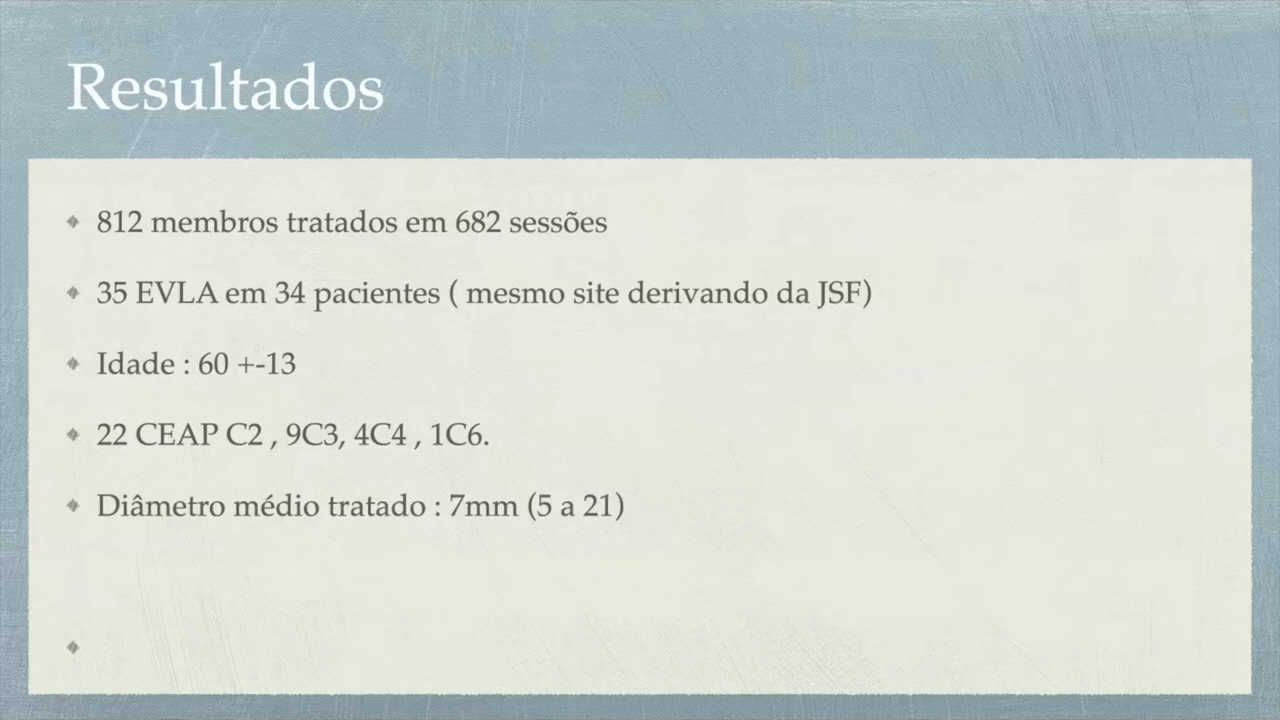 Resultados
812 membros tratados em 682 sessões
35 EVLA em 34 pacientes ( mesmo site derivando da JSF)
Idade : 60 +-13
22 CEAP C2 , 9C3, 4C4 , 1C6.
Diâmetro médio tratado : 7mm (5 a 21)